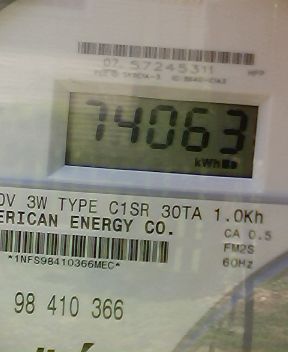 07 57245311
74063
kWh
0V 3W TYPE C1SR 30TA 1.0Kh
ERICAN ENERGY CO.
CA 0.5
*1NFS98410366MEC*
FM2S
60Hz
98 410 366